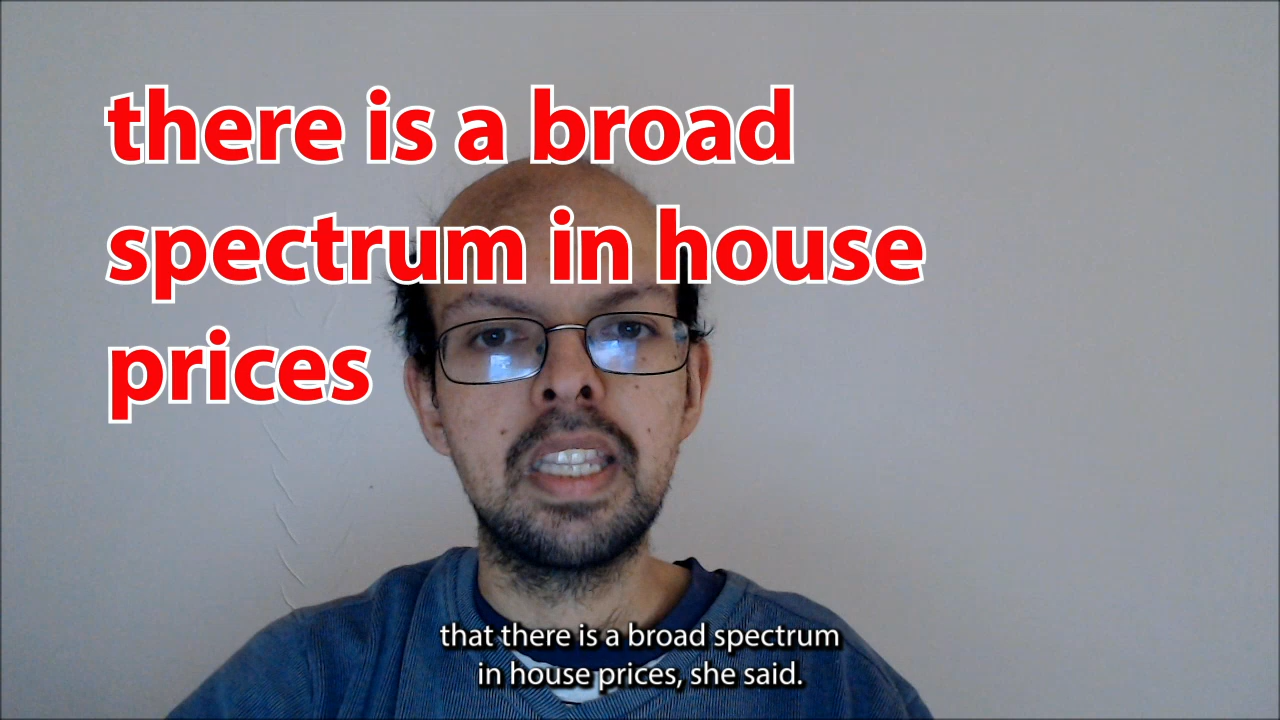 there is a broad
spectrum in house
prices
that there is a broad spectrum
in house prices, she said.